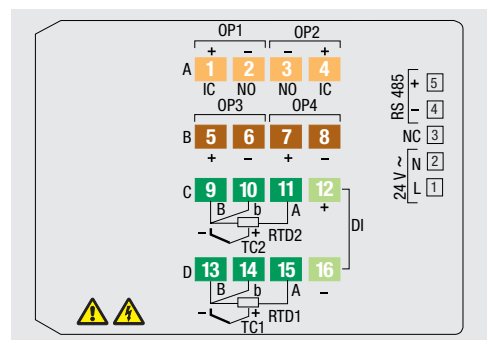 OP1 OP2
+ − − +
A 1 2 3 4
IC NO NO IC
OP3 OP4
B 5 6 7 8
+ − + −
C 9 10 11 12
B b A +
− + RTD2
TC2
DI
D 13 14 15 16
B b A −
− + RTD1
TC1
RS 485 + 5
− 4
NC 3
24 V ~ N 2
L 1